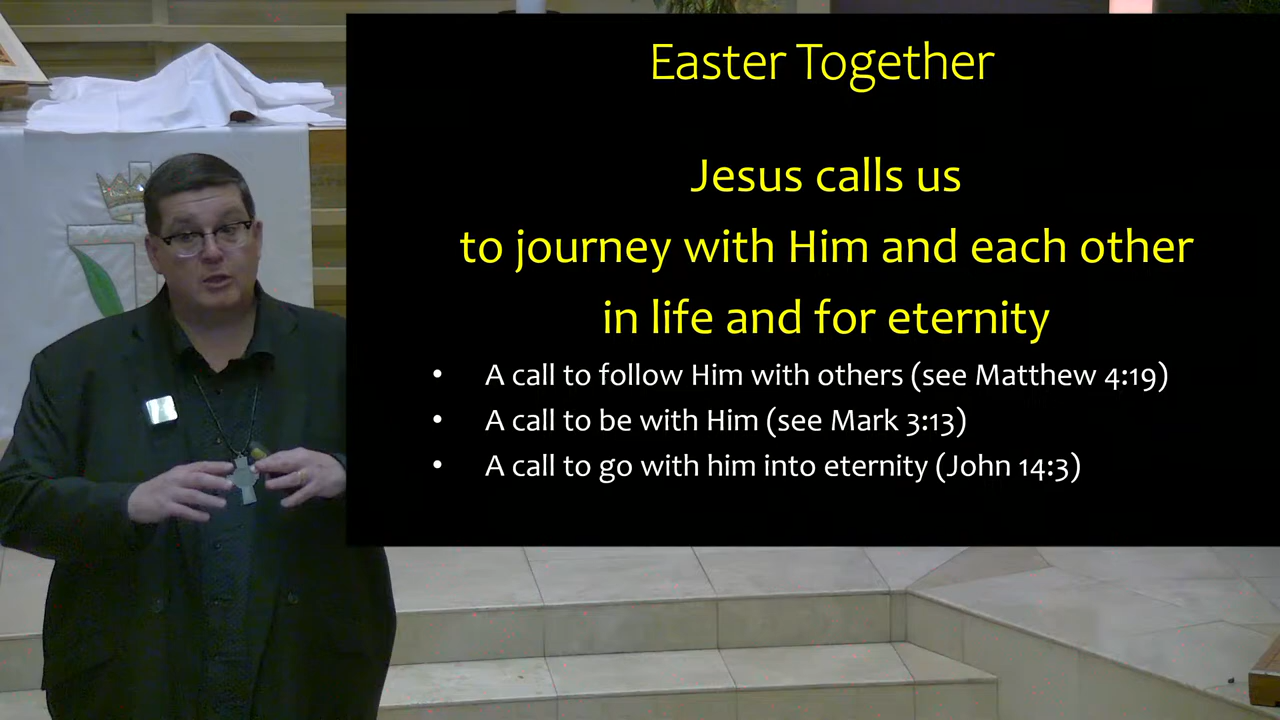 Easter Together
Jesus calls us
to journey with Him and each other
in life and for eternity
• A call to follow Him with others (see Matthew 4:19)
• A call to be with Him (see Mark 3:13)
• A call to go with him into eternity (John 14:3)